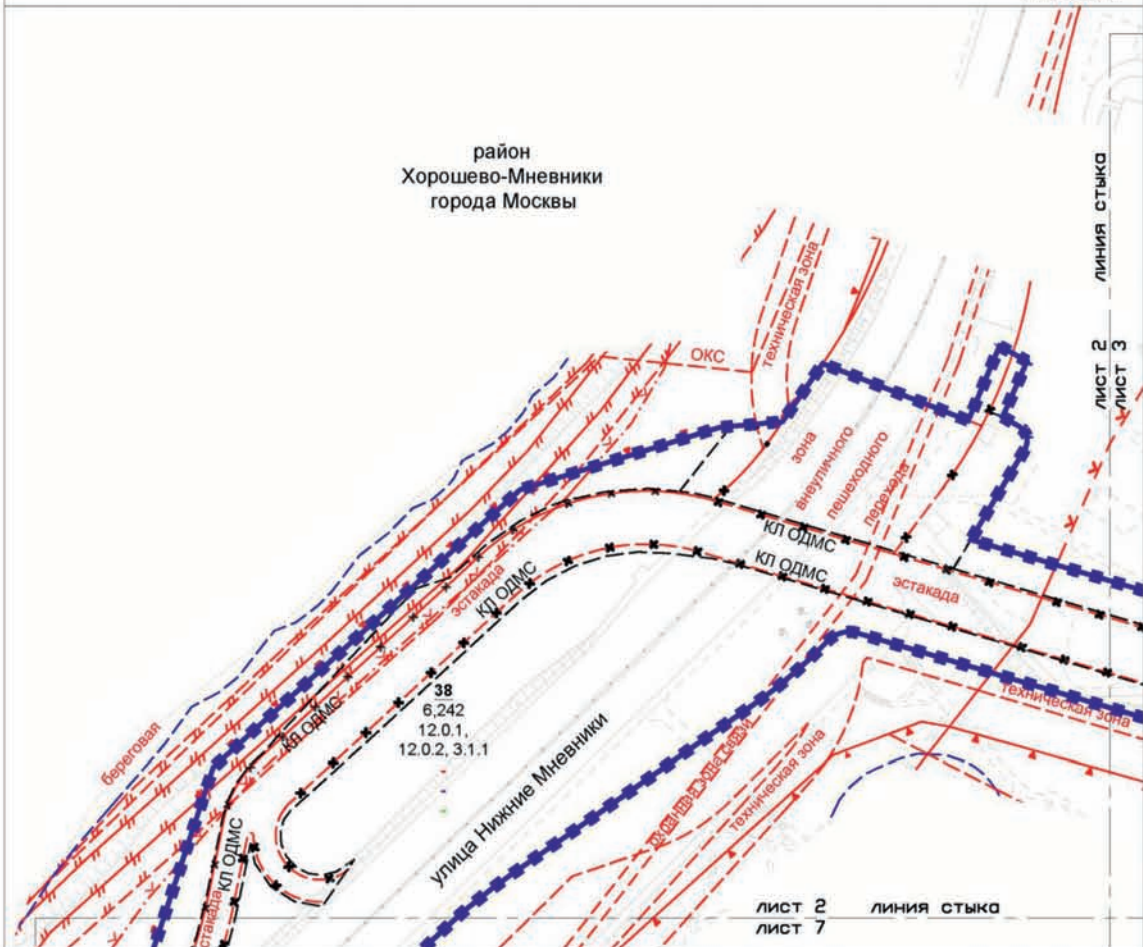 район
Хорошево-Мневники
города Москвы
линия стыка
лист 2
лист 3
техническая зона
ОКС
зона
внеуличного
пешеходного
перехода
КЛ ОДМС
КЛ ОДМС
эстакада
КЛ ОДМС
эстакада
38
6,242
12.0.1,
12.0.2, 3.1.1
КЛ ОДМС
береговая
техническая зона
улица Нижние Мневники
техническая зона
КЛ ОДМС
лист 2 линия стыка
лист 7